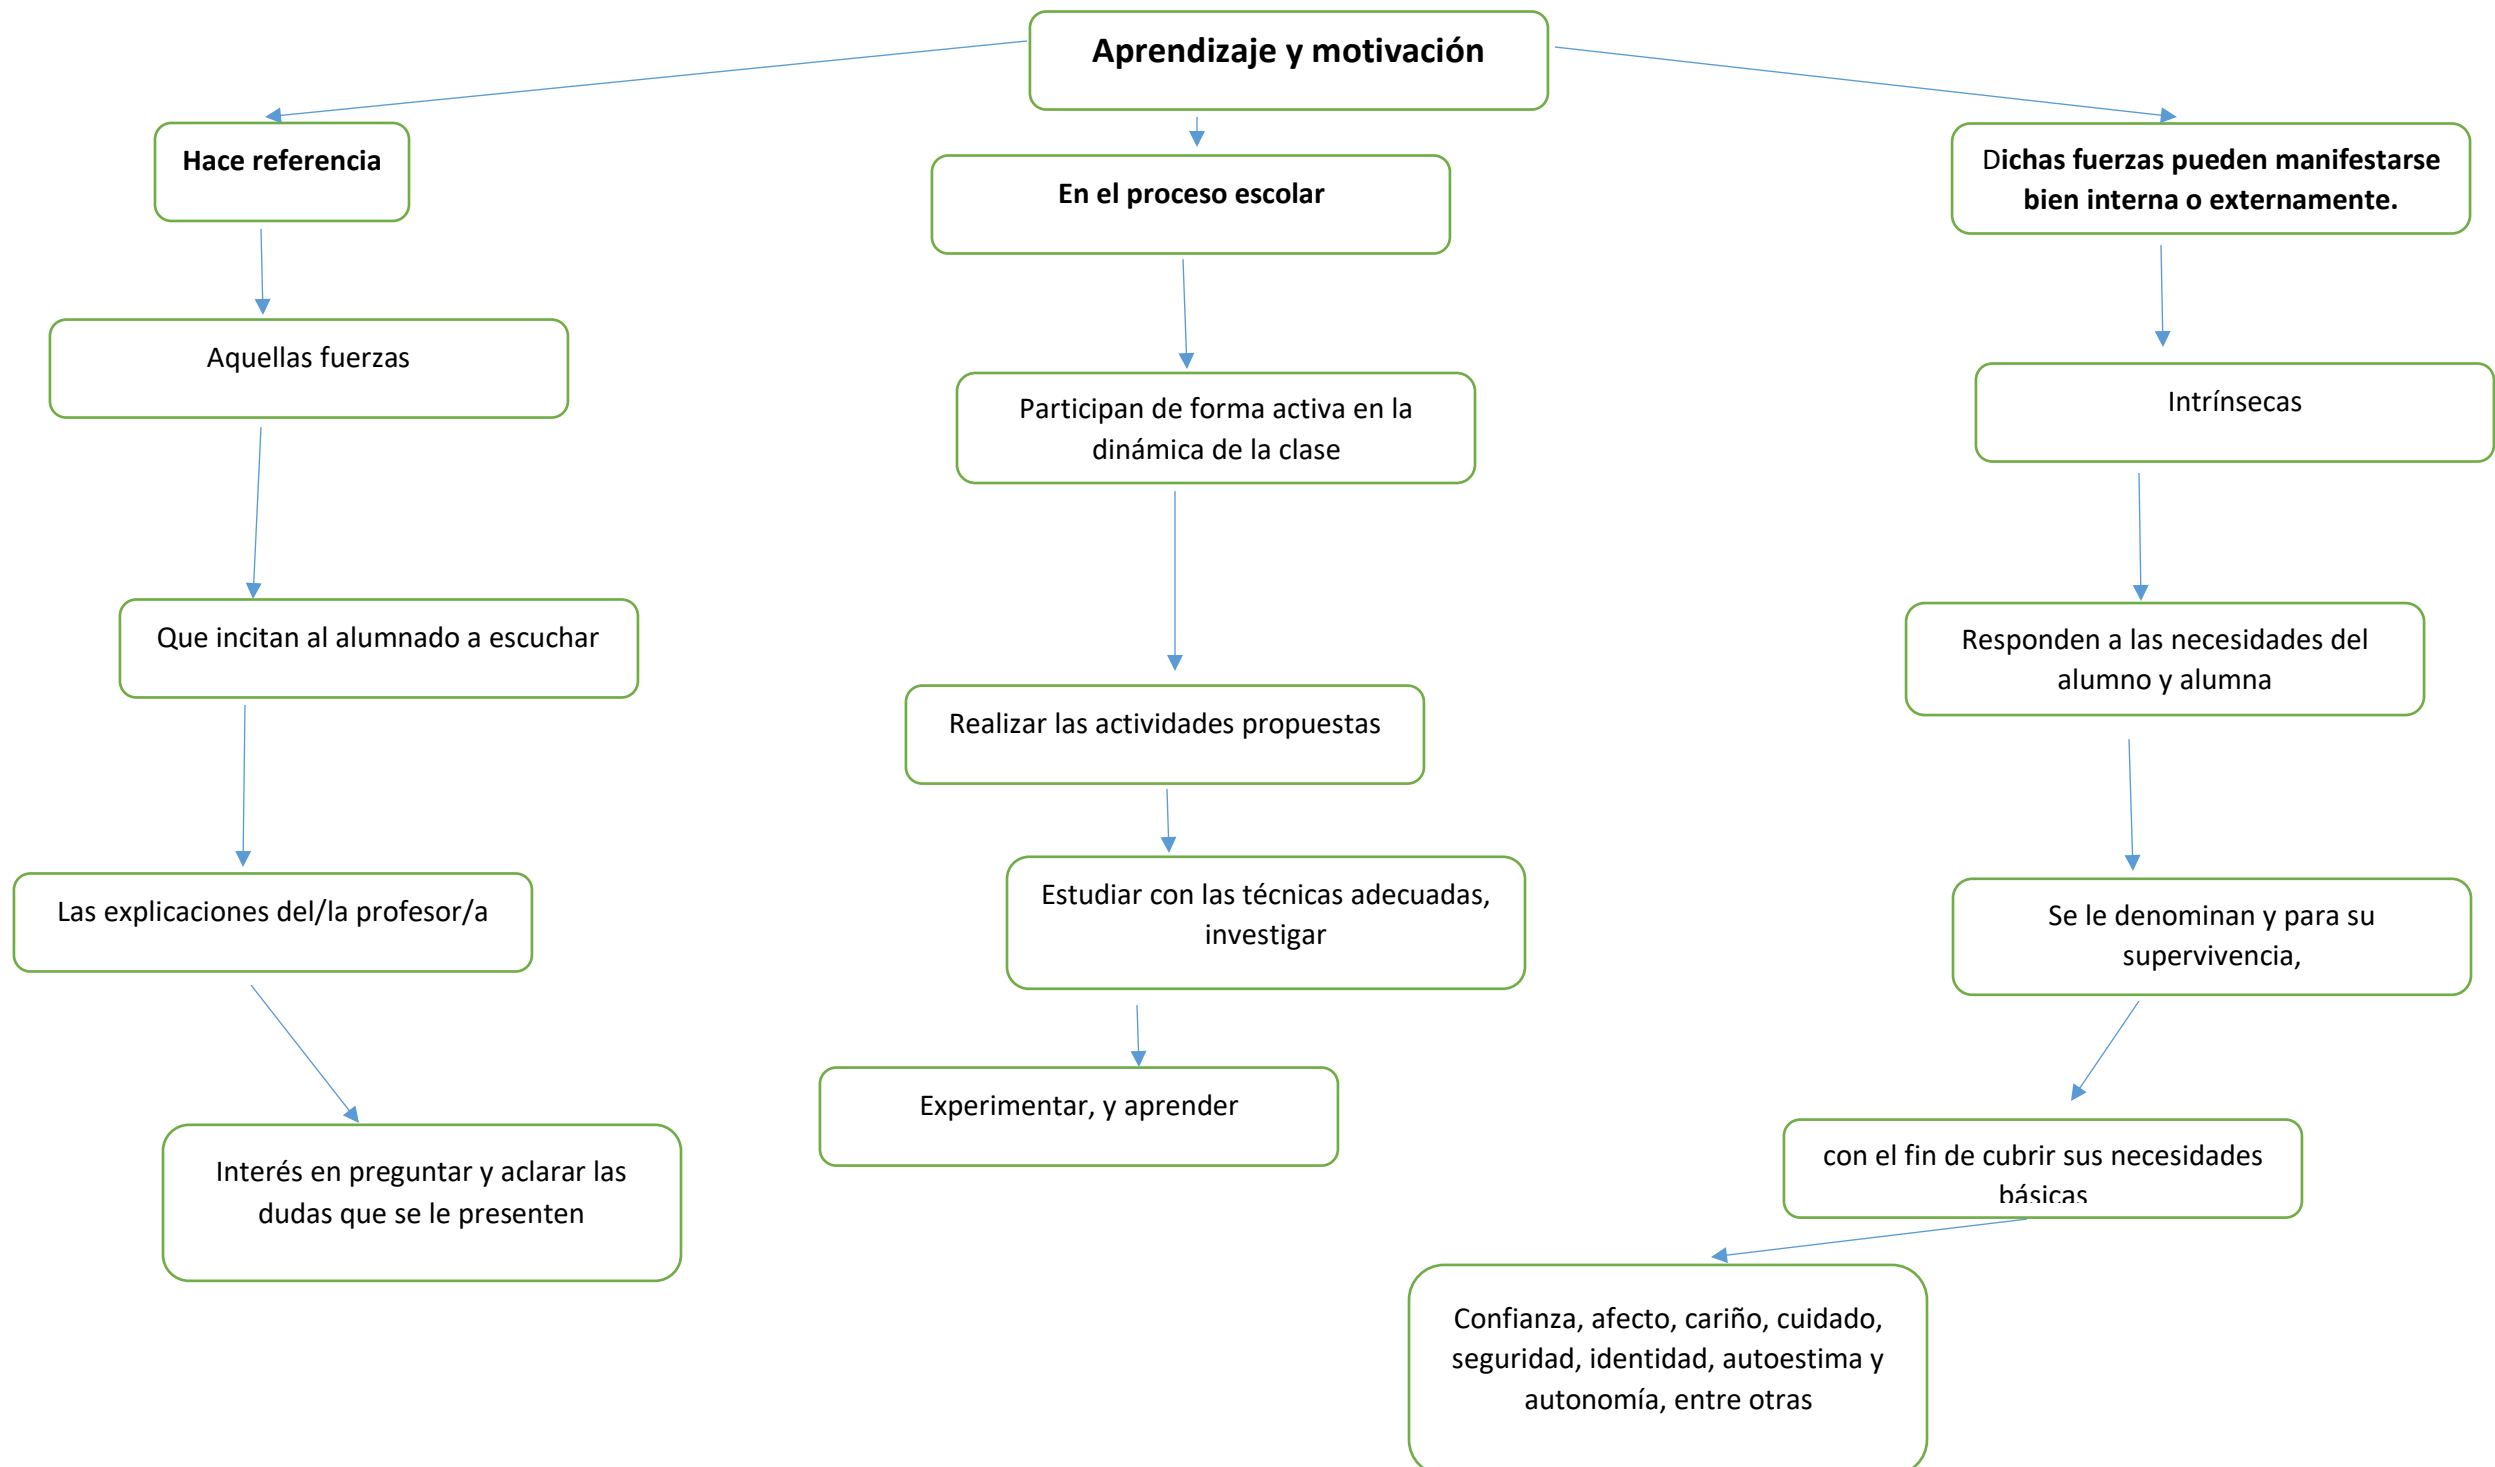 Aprendizaje y motivación
Hace referencia
Aquellas fuerzas
Que incitan al alumnado a escuchar
Las explicaciones del/la profesor/a
Interés en preguntar y aclarar las
dudas que se le presenten
En el proceso escolar
Participan de forma activa en la
dinámica de la clase
Realizar las actividades propuestas
Estudiar con las técnicas adecuadas,
investigar
Experimentar, y aprender
Dichas fuerzas pueden manifestarse
bien interna o externamente.
Intrínsecas
Responden a las necesidades del
alumno y alumna
Se le denominan y para su
supervivencia,
con el fin de cubrir sus necesidades
básicas
Confianza, afecto, cariño, cuidado,
seguridad, identidad, autoestima y
autonomía, entre otras